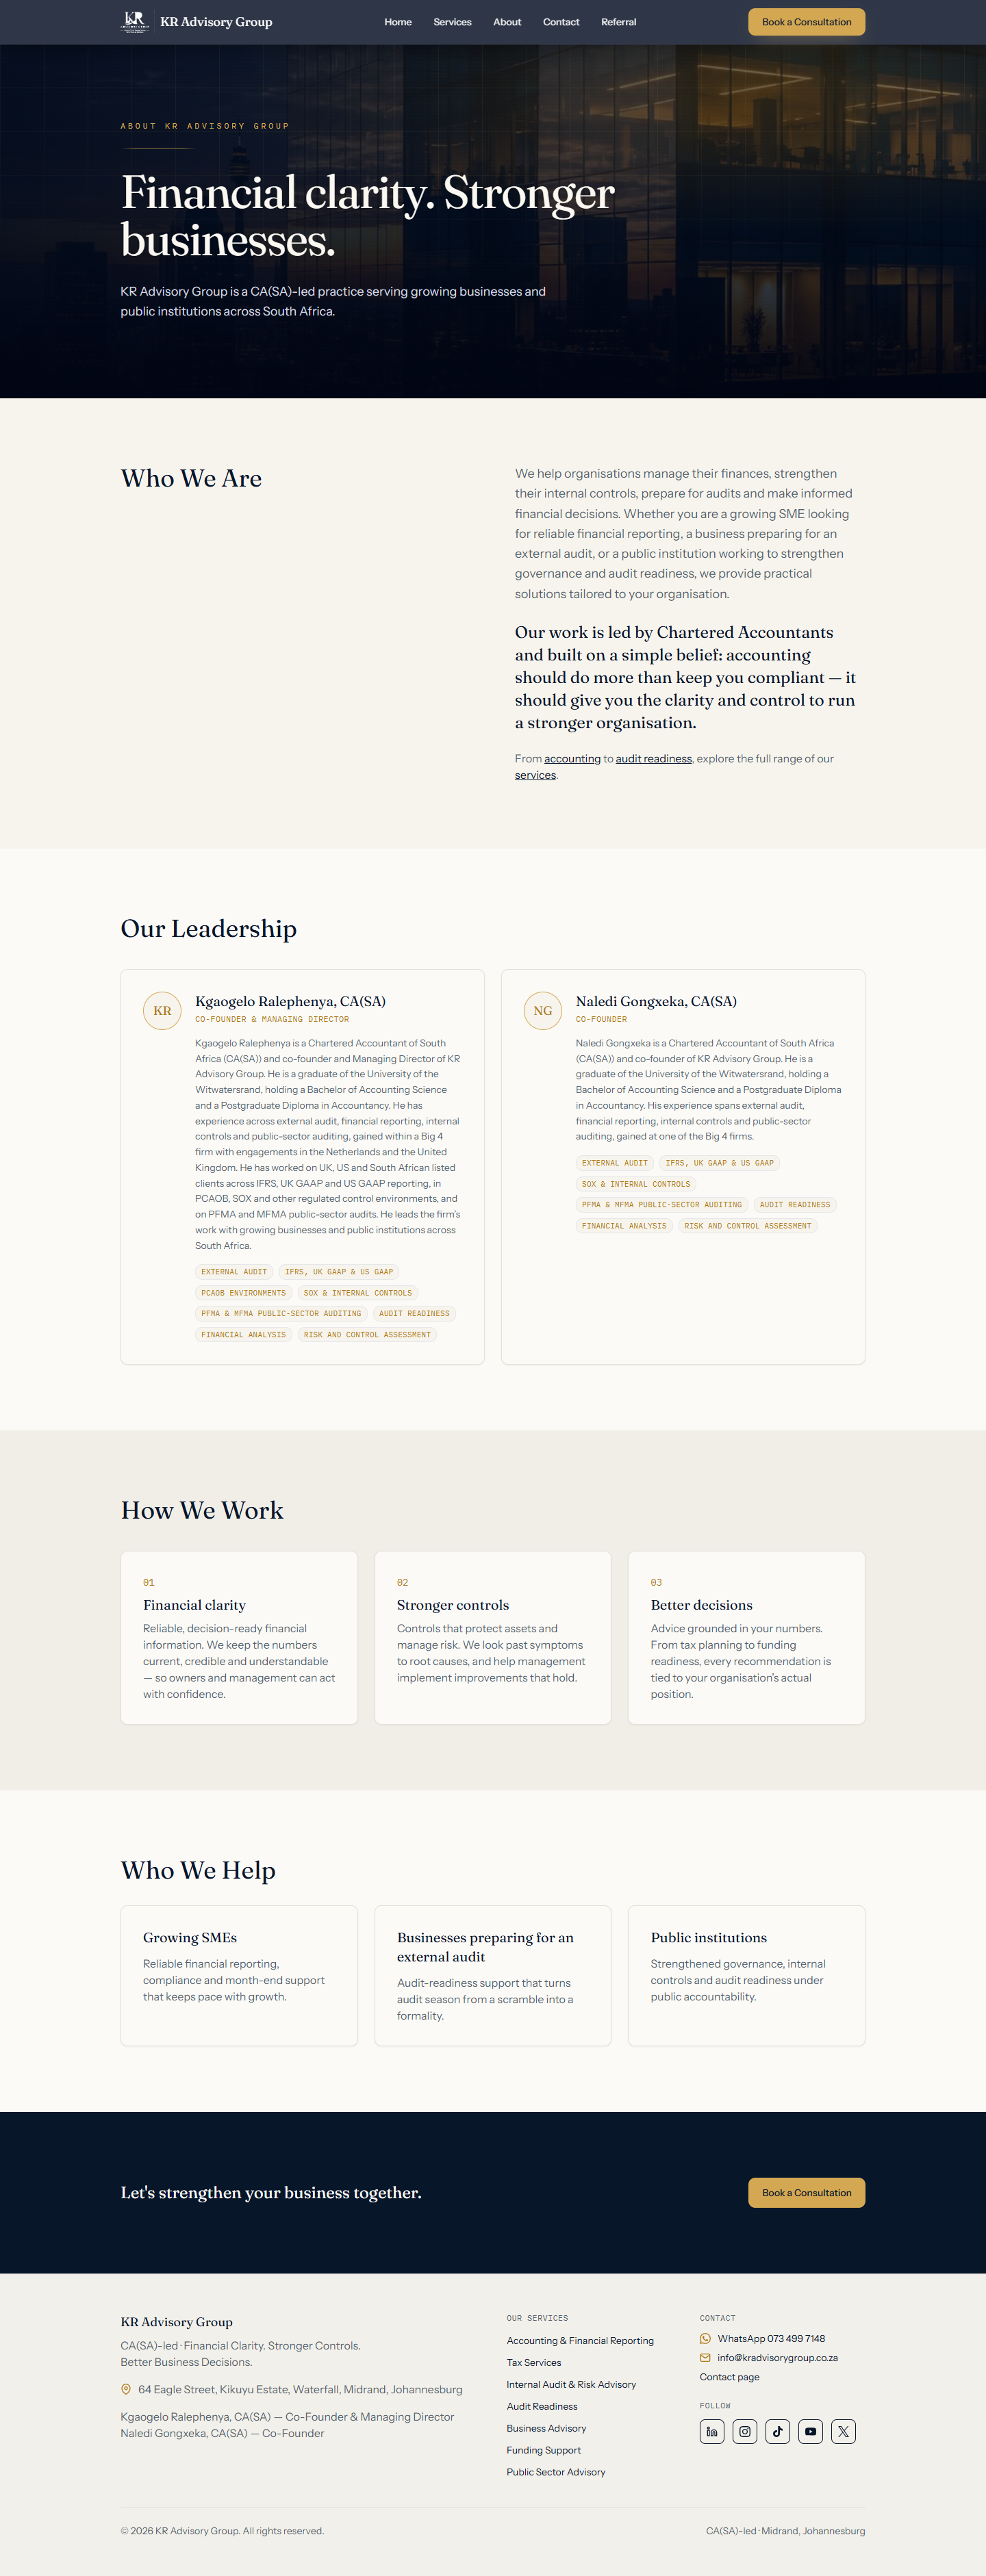 KR
KR Advisory Group
Home
Services
About
Contact
Referral
Book a Consultation
ABOUT KR ADVISORY GROUP
Financial clarity. Stronger
businesses.
KR Advisory Group is a CA(SA)-led practice serving growing businesses and
public institutions across South Africa.
Who We Are
We help organisations manage their finances, strengthen
their internal controls, prepare for audits and make informed
financial decisions. Whether you are a growing SME looking
for reliable financial reporting, a business preparing for an
external audit, or a public institution working to strengthen
governance and audit readiness, we provide practical
solutions tailored to your organisation.
Our work is led by Chartered Accountants
and built on a simple belief: accounting
should do more than keep you compliant — it
should give you the clarity and control to run
a stronger organisation.
From accounting to audit readiness, explore the full range of our
services.
Our Leadership
KR
Kgaogelo Ralephenya, CA(SA)
CO-FOUNDER & MANAGING DIRECTOR
Kgaogelo Ralephenya is a Chartered Accountant of South
Africa (CA(SA)) and co-founder and Managing Director of KR
Advisory Group. He is a graduate of the University of the
Witwatersrand, holding a Bachelor of Accounting Science
and a Postgraduate Diploma in Accountancy. He has
experience across external audit, financial reporting, internal
controls and public-sector auditing, gained within a Big 4
firm with engagements in the Netherlands and the United
Kingdom. He has worked on UK, US and South African listed
clients across IFRS, UK GAAP and US GAAP reporting, in
PCAOB, SOX and other regulated control environments, and
on PFMA and MFMA public-sector audits. He leads the firm's
work with growing businesses and public institutions across
South Africa.
EXTERNAL AUDIT
IFRS, UK GAAP & US GAAP
PCAOB ENVIRONMENTS
SOX & INTERNAL CONTROLS
PFMA & MFMA PUBLIC-SECTOR AUDITING
AUDIT READINESS
FINANCIAL ANALYSIS
RISK AND CONTROL ASSESSMENT
NG
Naledi Gongxeka, CA(SA)
CO-FOUNDER
Naledi Gongxeka is a Chartered Accountant of South Africa
(CA(SA)) and co-founder of KR Advisory Group. He is a
graduate of the University of the Witwatersrand, holding a
Bachelor of Accounting Science and a Postgraduate Diploma
in Accountancy. His experience spans external audit,
financial reporting, internal controls and public-sector
auditing, gained at one of the Big 4 firms.
EXTERNAL AUDIT
IFRS, UK GAAP & US GAAP
SOX & INTERNAL CONTROLS
PFMA & MFMA PUBLIC-SECTOR AUDITING
AUDIT READINESS
FINANCIAL ANALYSIS
RISK AND CONTROL ASSESSMENT
How We Work
01
Financial clarity
Reliable, decision-ready financial
information. We keep the numbers
current, credible and understandable
— so owners and management can act
with confidence.
02
Stronger controls
Controls that protect assets and
manage risk. We look past symptoms
to root causes, and help management
implement improvements that hold.
03
Better decisions
Advice grounded in your numbers.
From tax planning to funding
readiness, every recommendation is
tied to your organisation's actual
position.
Who We Help
Growing SMEs
Reliable financial reporting,
compliance and month-end support
that keeps pace with growth.
Businesses preparing for an
external audit
Audit-readiness support that turns
audit season from a scramble into a
formality.
Public institutions
Strengthened governance, internal
controls and audit readiness under
public accountability.
Let's strengthen your business together.
Book a Consultation
KR Advisory Group
CA(SA)-led · Financial Clarity. Stronger Controls.
Better Business Decisions.
64 Eagle Street, Kikuyu Estate, Waterfall, Midrand, Johannesburg
Kgaogelo Ralephenya, CA(SA) — Co-Founder & Managing Director
Naledi Gongxeka, CA(SA) — Co-Founder
OUR SERVICES
Accounting & Financial Reporting
Tax Services
Internal Audit & Risk Advisory
Audit Readiness
Business Advisory
Funding Support
Public Sector Advisory
CONTACT
WhatsApp 073 499 7148
info@kradvisorygroup.co.za
Contact page
FOLLOW
© 2026 KR Advisory Group. All rights reserved.
CA(SA)-led · Midrand, Johannesburg